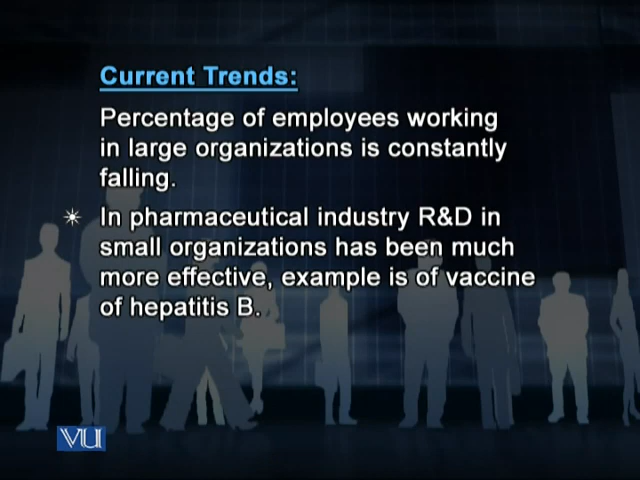 Current Trends:
Percentage of employees working
in large organizations is constantly
falling.
In pharmaceutical industry R&D in
small organizations has been much
more effective, example is of vaccine
of hepatitis B.
VU